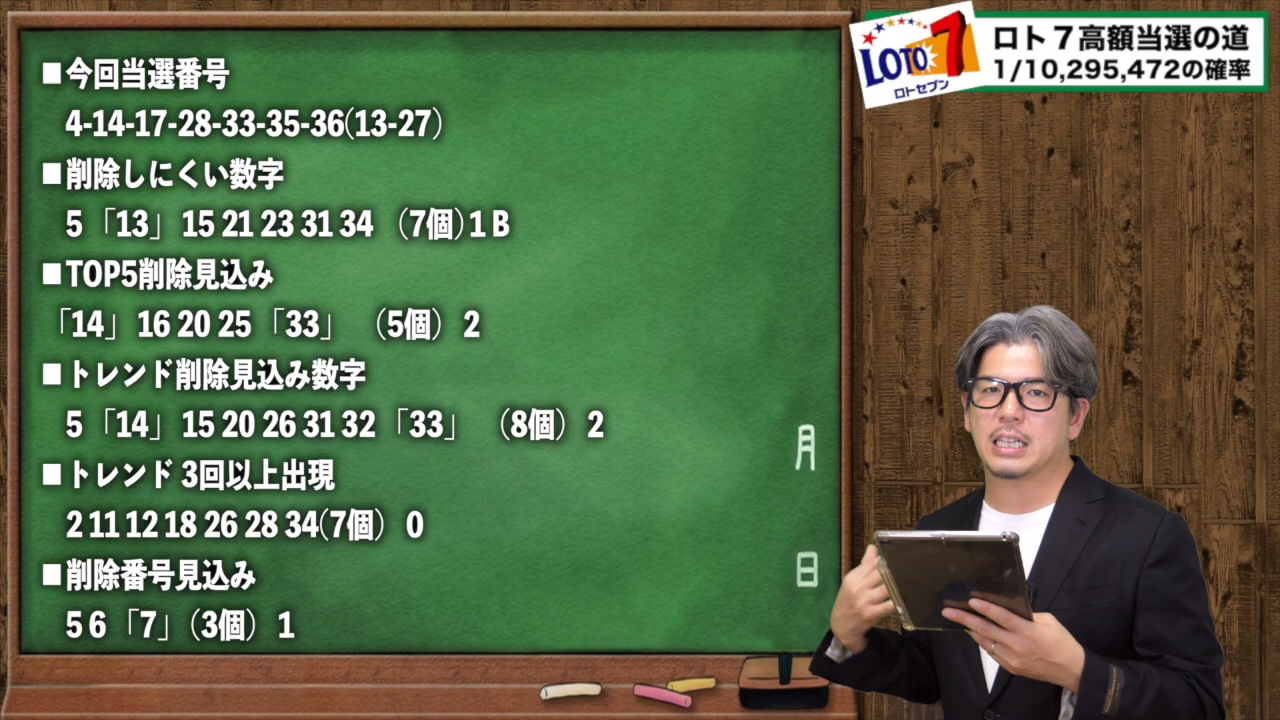 ■今回当選番号
4-14-17-28-33-35-36(13-27)
■削除しにくい数字
5「13」15 21 23 31 34 (7個)1 B
■TOP5削除見込み
「14」16 20 25「33」 (5個) 2
■トレンド削除見込み数字
5「14」15 20 26 31 32「33」 (8個) 2
■トレンド 3回以上出現
2 11 12 18 26 28 34(7個) 0
■削除番号見込み
5 6「7」(3個) 1
月
日
LOTO 7
ロトセブン
ロト7高額当選の道
1/10,295,472の確率